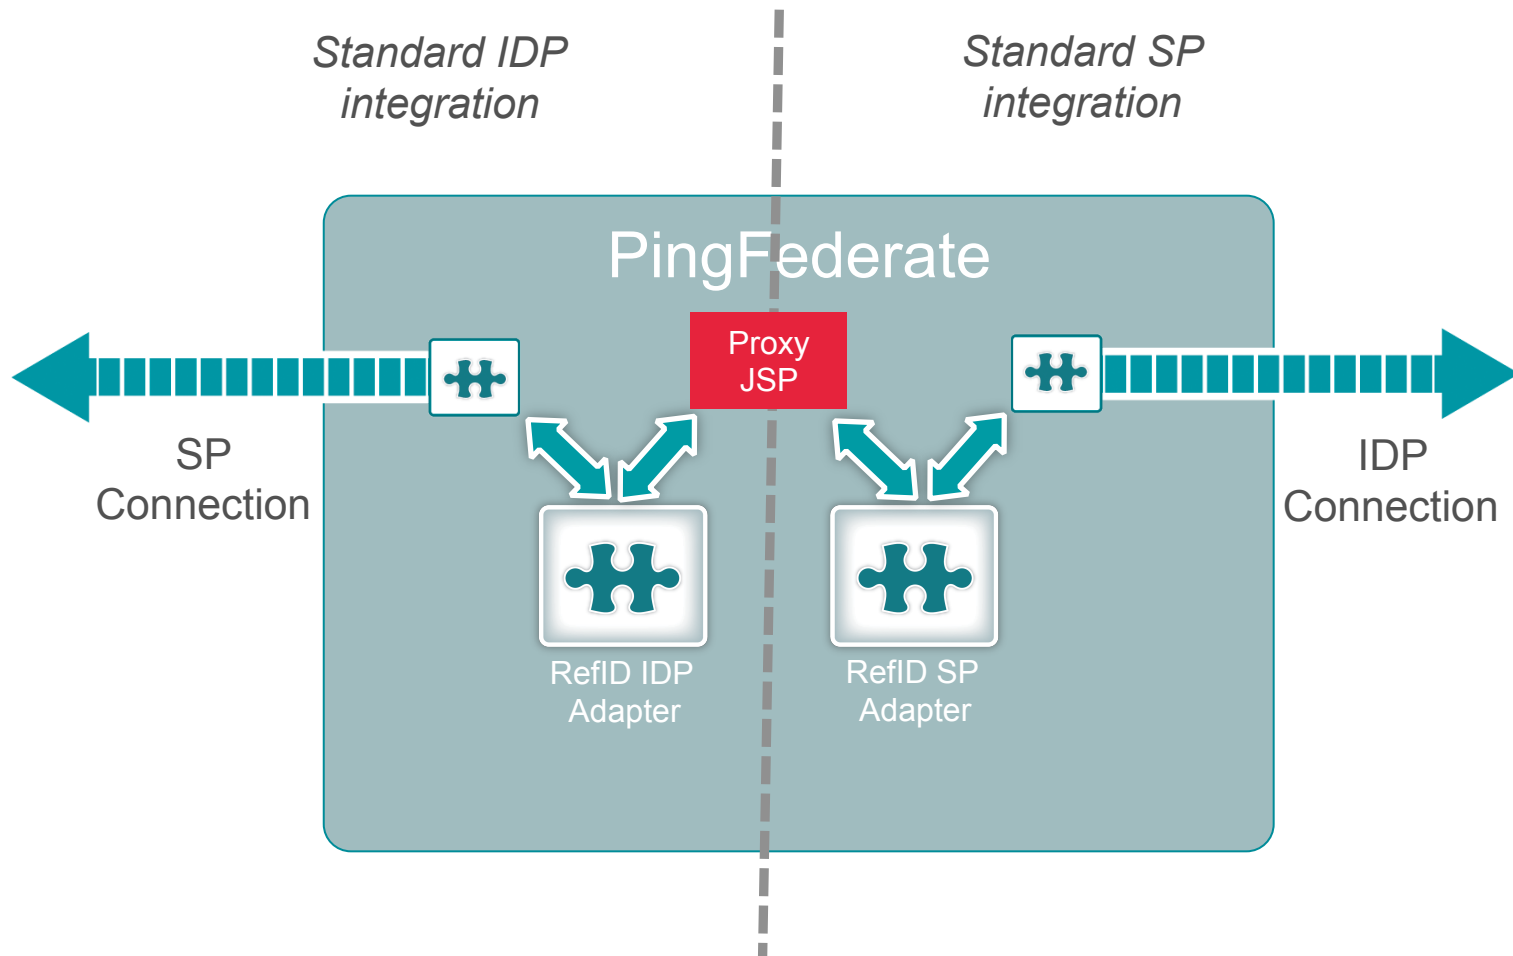 Standard IDP
integration
Standard SP
integration
PingFederate
Proxy
JSP
SP
Connection
IDP
Connection
RefID IDP
Adapter
RefID SP
Adapter